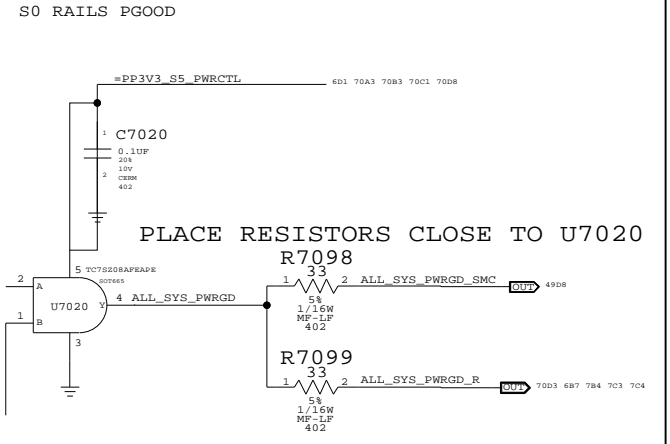 S0 RAILS PGOOD
=PP3V3_S5_PWRCTL 6D1 70A3 70B3 70C1 70D8
1 C7020
0.1UF
20%
10V
2 CERM
402
PLACE RESISTORS CLOSE TO U7020
R7098
33
1 2 ALL_SYS_PWRGD_SMC OUT 49D8
5%
1/16W
MF-LF
402
5 TC7SZ08AFEAPE
SOT665
2 A
U7020 Y 4 ALL_SYS_PWRGD
1 B
3
R7099
33
1 2 ALL_SYS_PWRGD_R OUT 70D3 6B7 7B4 7C3 7C4
5%
1/16W
MF-LF
402